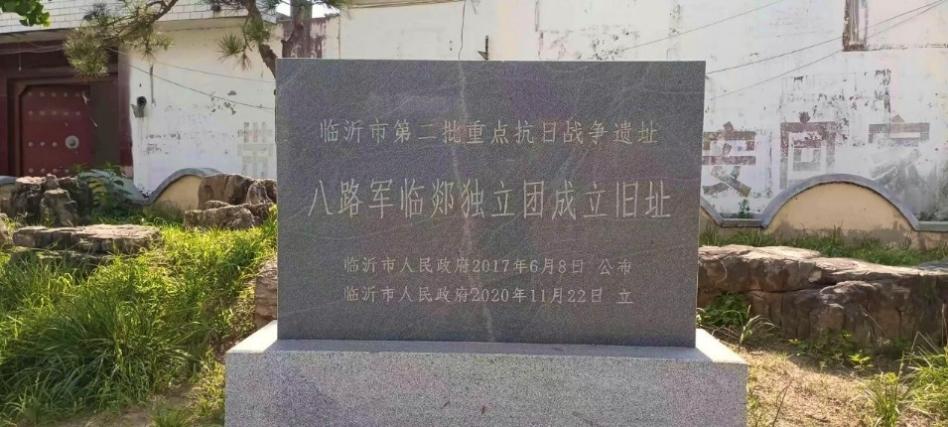 临沂市第二批重点抗日战争遗址
八路军临郯独立团成立旧址
临沂市人民政府2017年6月8日 公布
临沂市人民政府2020年11月22日 立
安回家